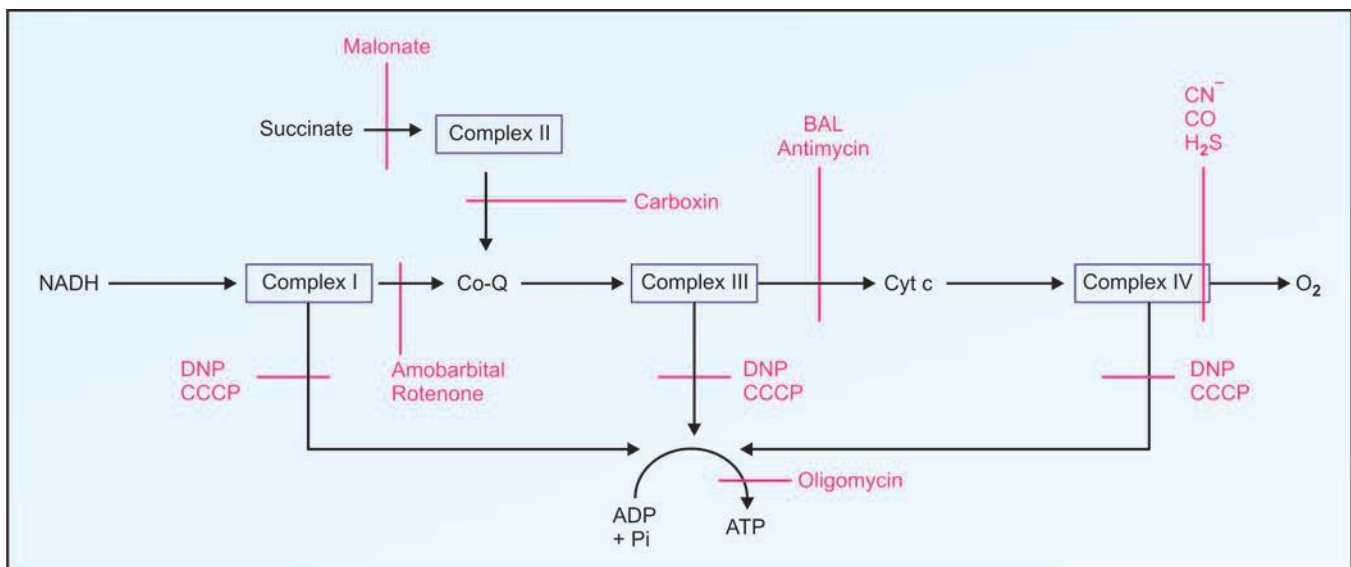 Malonate
Succinate
Complex II
BAL
Antimycin
CN⁻
CO
H₂S
Carboxin
NADH
Complex I
Co-Q
Complex III
Cyt c
Complex IV
O₂
DNP
CCCP
Amobarbital
Rotenone
DNP
CCCP
DNP
CCCP
Oligomycin
ADP
+ Pi
ATP